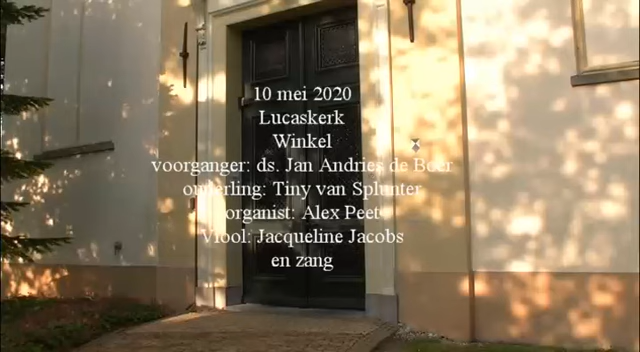 10 mei 2020
Lucaskerk
Winkel
voorganger: ds. Jan Andries de Boer
ouderling: Tiny van Splunter
organist: Alex Peet
viool: Jacqueline Jacobs
en zang